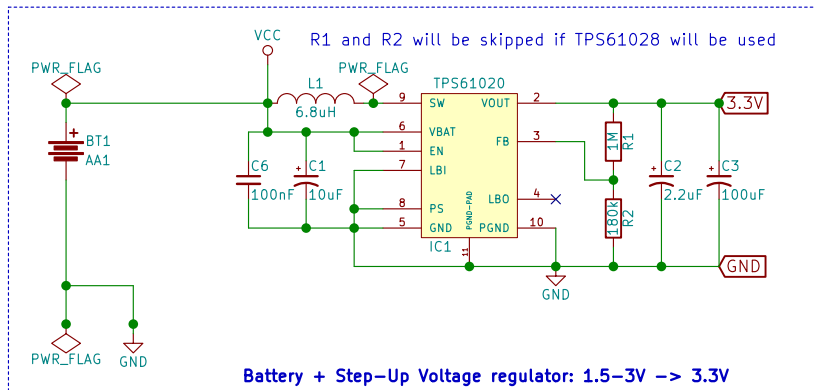 VCC
R1 and R2 will be skipped if TPS61028 will be used
PWR_FLAG
PWR_FLAG
L1
6.8uH
TPS61020
9 SW
VOUT 2
3.3V
BT1
AA1
6 VBAT
1 EN
7 LBI
8 PS
5 GND
FB 3
LBO 4
PGND 10
PGND-PAD
11
IC1
1M
R1
180k
R2
C6
100nF
C1
10uF
C2
2.2uF
C3
100uF
GND
GND
PWR_FLAG
GND
Battery + Step-Up Voltage regulator: 1.5-3V -> 3.3V